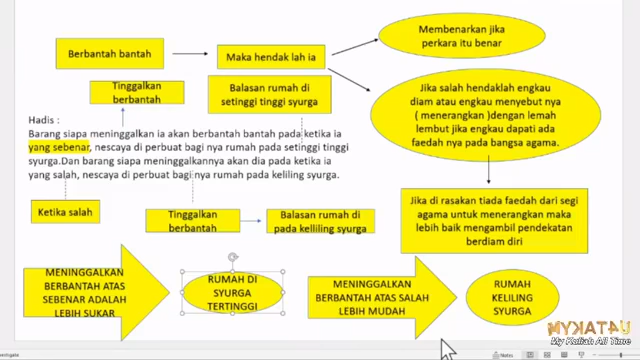 Berbantah bantah
Maka hendak lah ia
Membenarkan jika
perkara itu benar
Tinggalkan
berbantah
Balasan rumah di
setinggi tinggi syurga
Jika salah hendaklah engkau
diam atau engkau menyebut nya
( menerangkan )dengan lemah
lembut jika engkau dapati ada
faedah nya pada bangsa agama.
Hadis :
Barang siapa meninggalkan ia akan berbantah bantah pada ketika ia
yang sebenar, nescaya di perbuat bagi nya rumah pada setinggi tinggi
syurga.Dan barang siapa meninggalkannya akan dia pada ketika ia
yang salah, nescaya di perbuat bagi nya rumah pada keliling syurga.
Ketika salah
Tinggalkan
berbantah
Balasan rumah di
pada kelliling syurga
Jika di rasakan tiada faedah dari segi
agama untuk menerangkan maka
lebih baik mengambil pendekatan
berdiam diri
MENINGGALKAN
BERBANTAH ATAS
SEBENAR ADALAH
LEBIH SUKAR
RUMAH DI
SYURGA
TERTINGGI
MENINGGALKAN
BERBANTAH ATAS SALAH
LEBIH MUDAH
RUMAH
KELILING
SYURGA
MYKAT4U
My Kuliah All Time
Notes